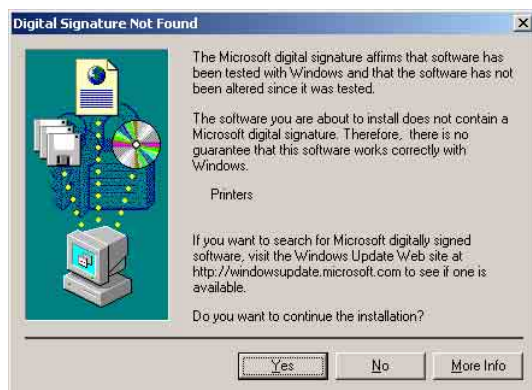 Digital Signature Not Found
The Microsoft digital signature affirms that software has
been tested with Windows and that the software has not
been altered since it was tested.
The software you are about to install does not contain a
Microsoft digital signature. Therefore, there is no
guarantee that this software works correctly with
Windows.
Printers
If you want to search for Microsoft digitally signed
software, visit the Windows Update Web site at
http://windowsupdate.microsoft.com to see if one is
available.
Do you want to continue the installation?
Yes No More Info